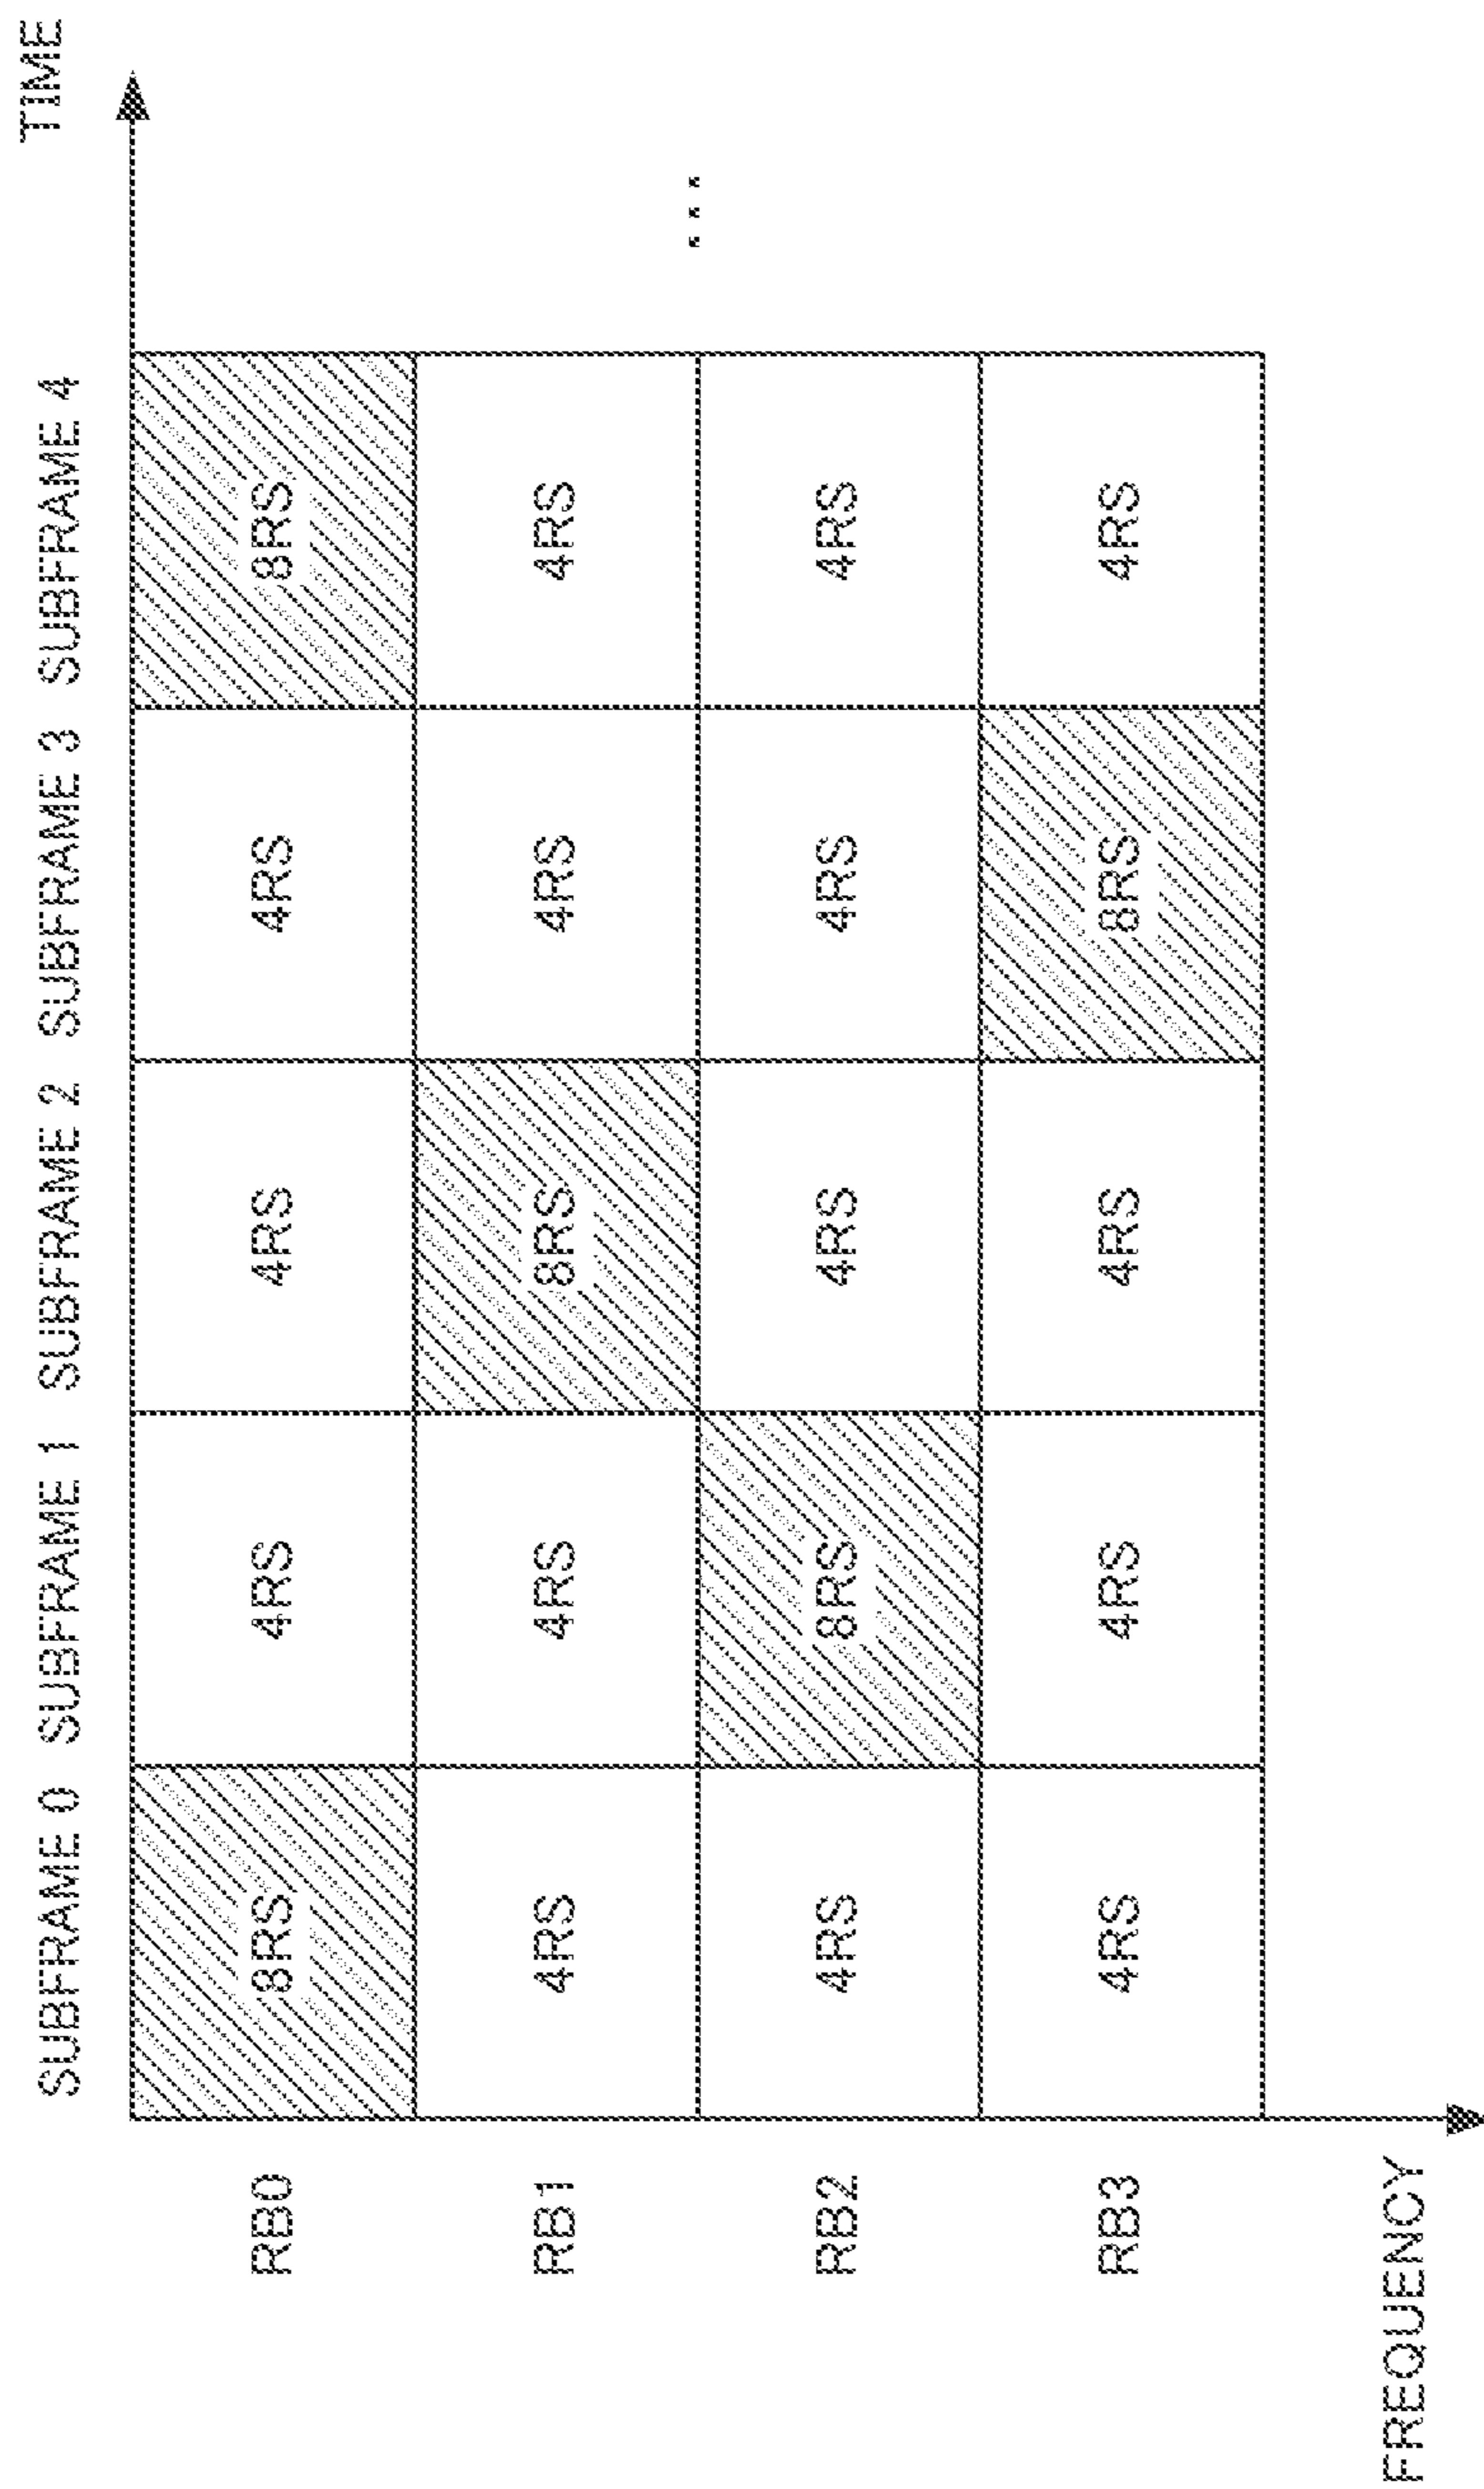 TIME
SUBFRAME 0 SUBFRAME 1 SUBFRAME 2 SUBFRAME 3 SUBFRAME 4
RB0 8RS 4RS 4RS 4RS 8RS
RB1 4RS 4RS 8RS 4RS 4RS
...
RB2 4RS 8RS 4RS 4RS 4RS
RB3 4RS 4RS 4RS 8RS 4RS
FREQUENCY